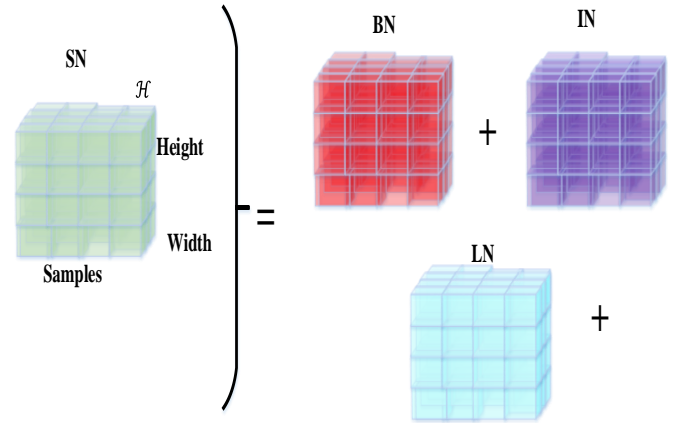 SN
ℋ
Height
Width
Samples
=
BN
+
IN
LN
+